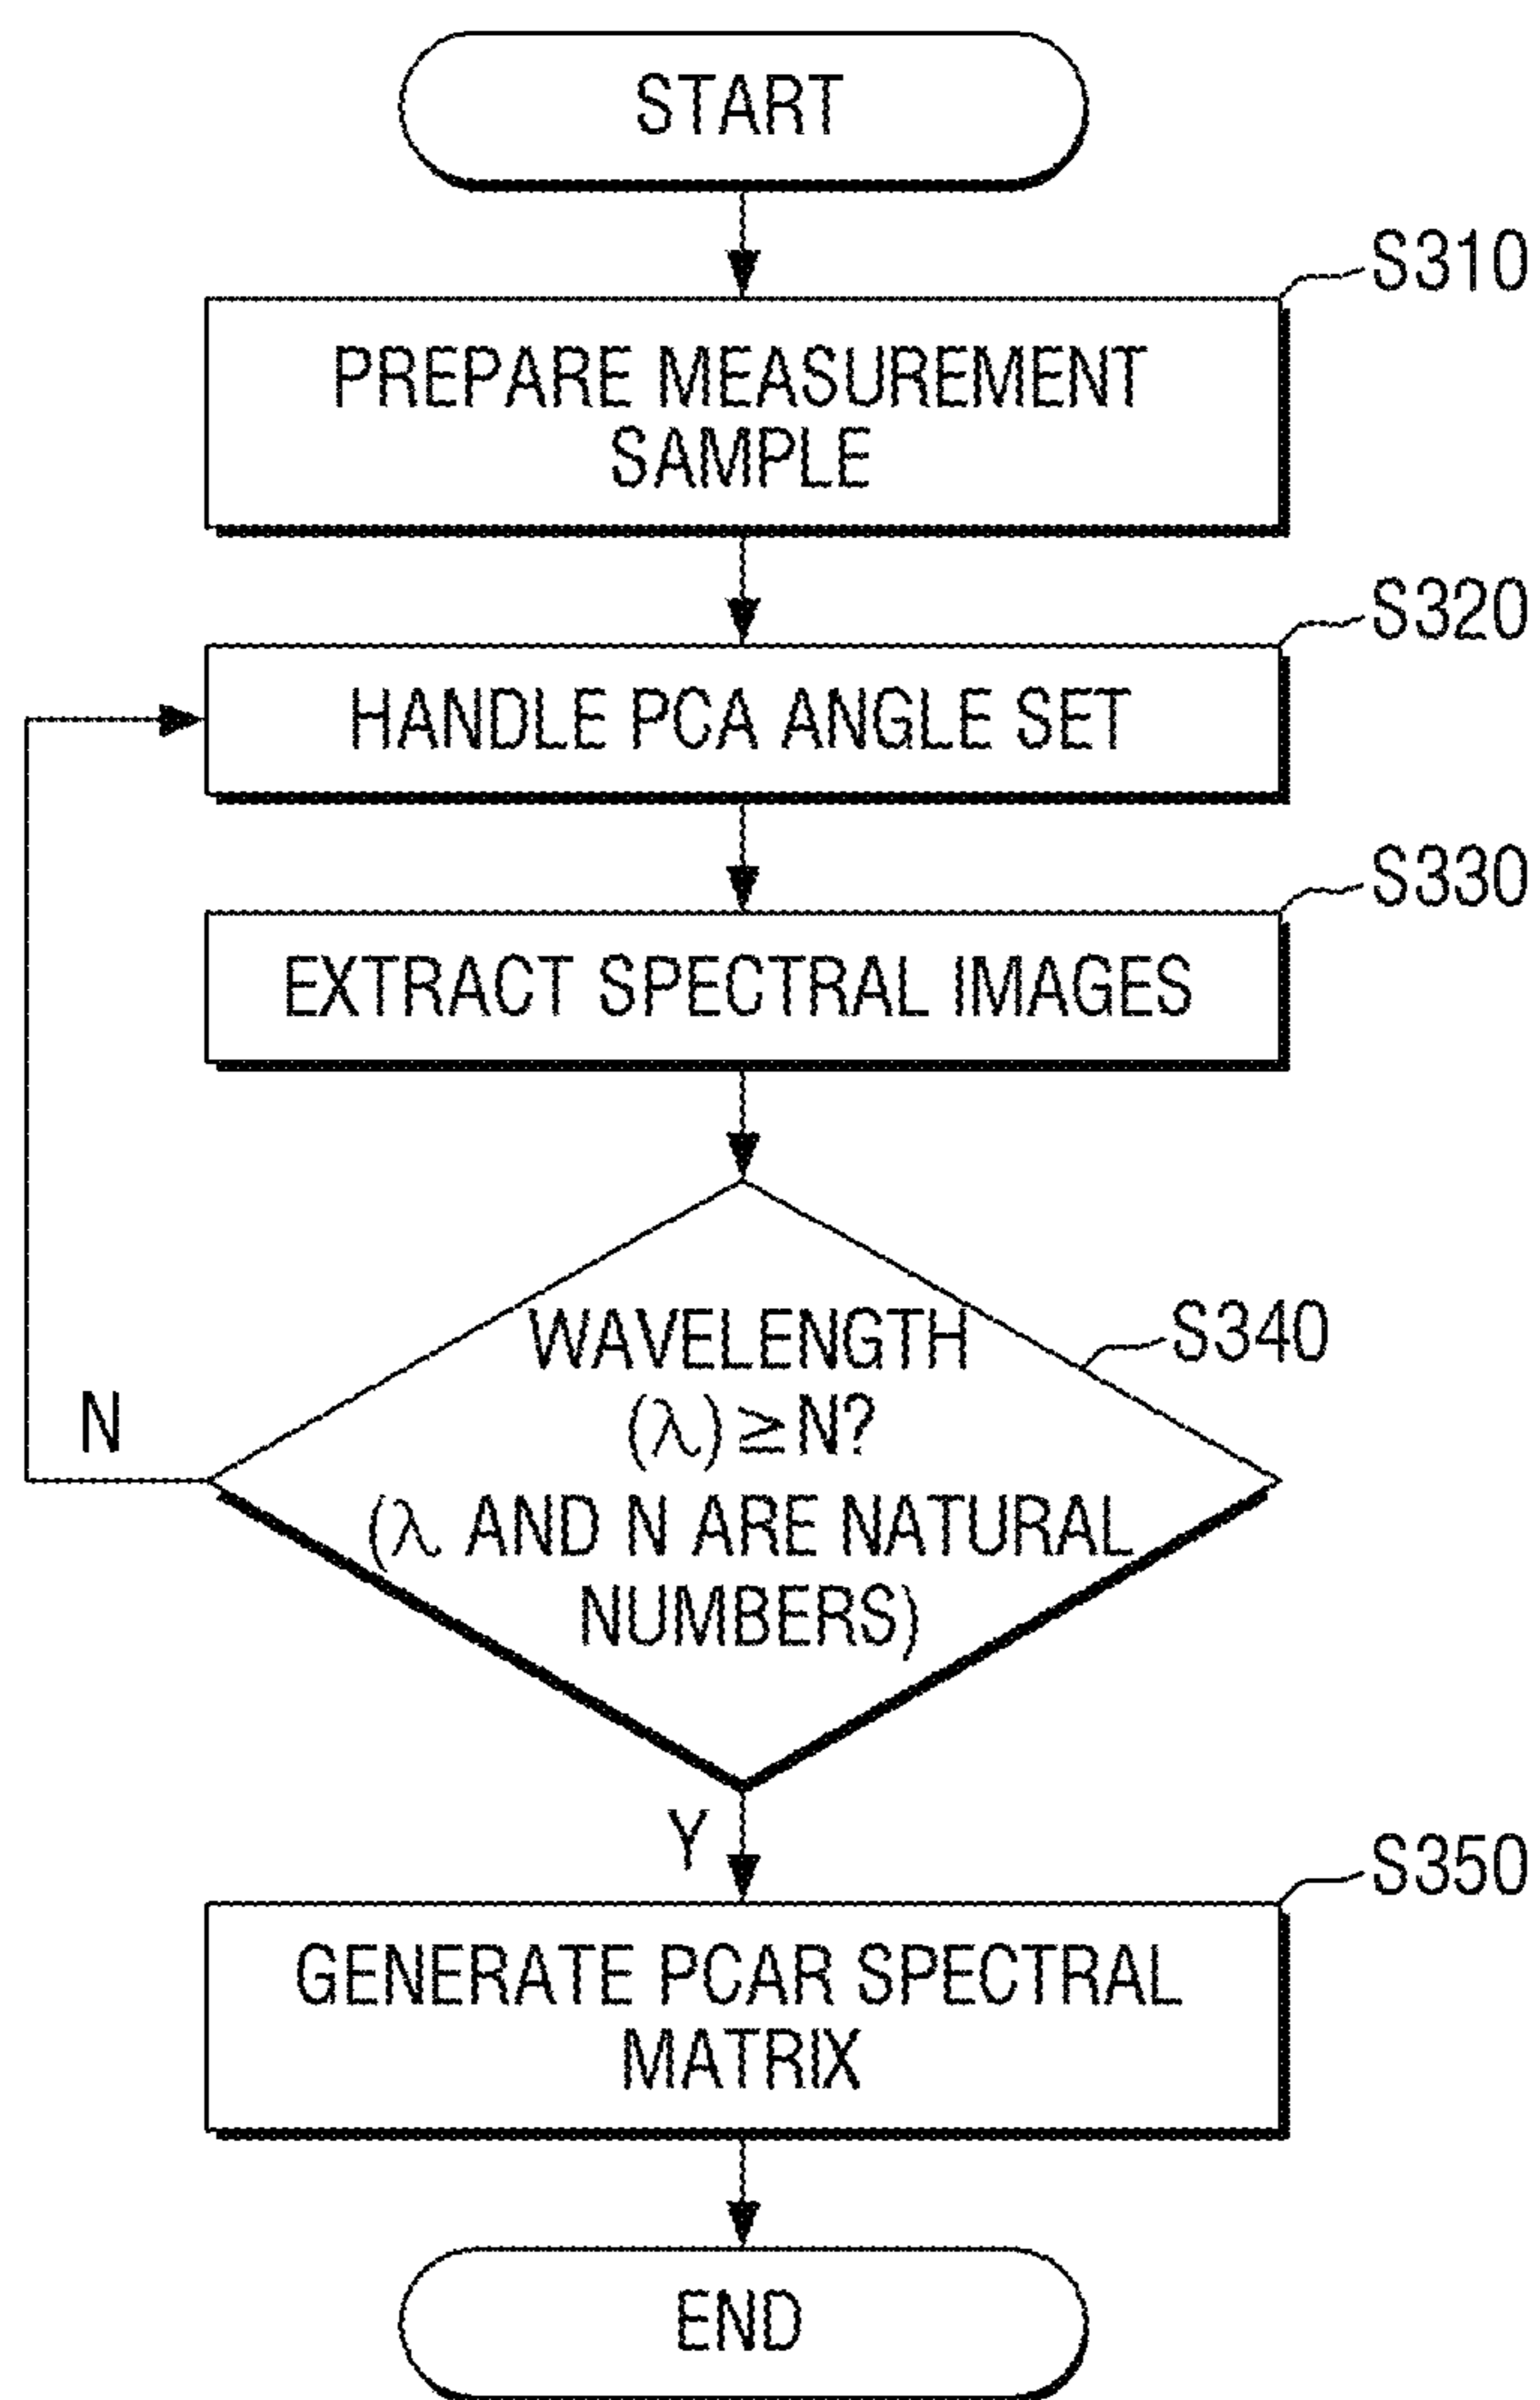 START
S310
PREPARE MEASUREMENT
SAMPLE
S320
HANDLE PCA ANGLE SET
S330
EXTRACT SPECTRAL IMAGES
WAVELENGTH
S340
(λ)≧N?
N
(λ AND N ARE NATURAL
NUMBERS)
Y
S350
GENERATE PCAR SPECTRAL
MATRIX
END